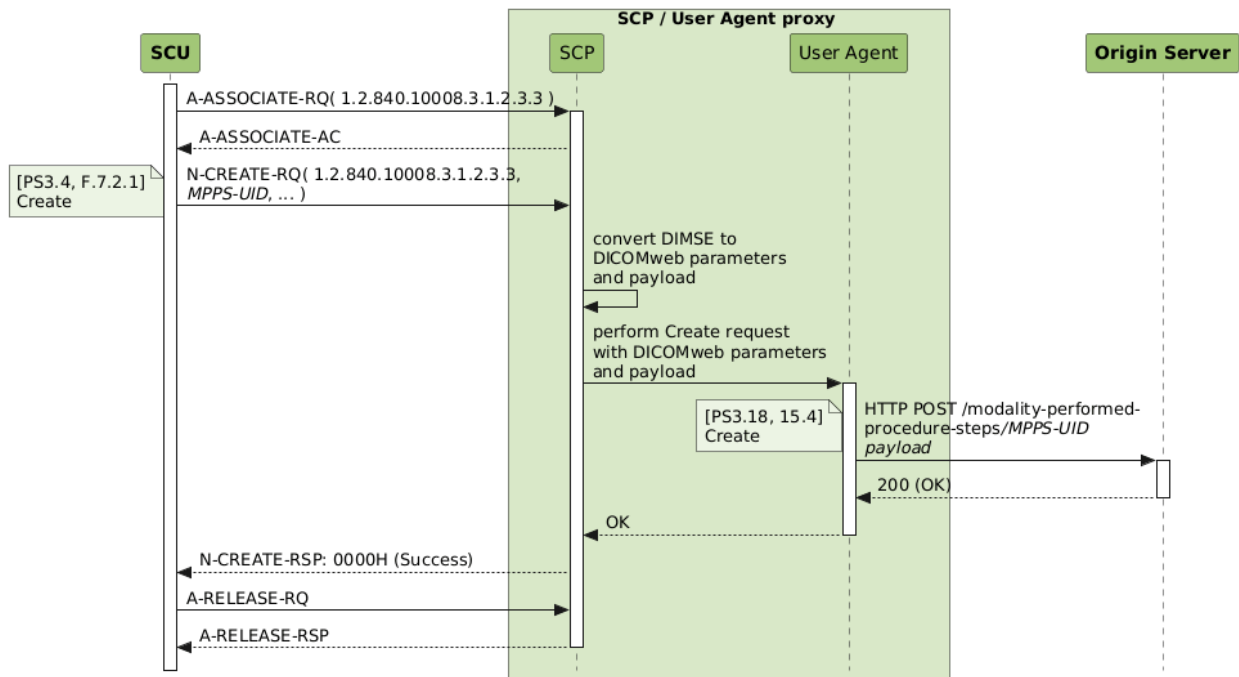 SCP / User Agent proxy
SCU
SCP
User Agent
Origin Server
A-ASSOCIATE-RQ( 1.2.840.10008.3.1.2.3.3 )
A-ASSOCIATE-AC
[PS3.4, F.7.2.1]
Create
N-CREATE-RQ( 1.2.840.10008.3.1.2.3.3,
MPPS-UID, ... )
convert DIMSE to
DICOMweb parameters
and payload
perform Create request
with DICOMweb parameters
and payload
[PS3.18, 15.4]
Create
HTTP POST /modality-performed-
procedure-steps/MPPS-UID
payload
200 (OK)
OK
N-CREATE-RSP: 0000H (Success)
A-RELEASE-RQ
A-RELEASE-RSP